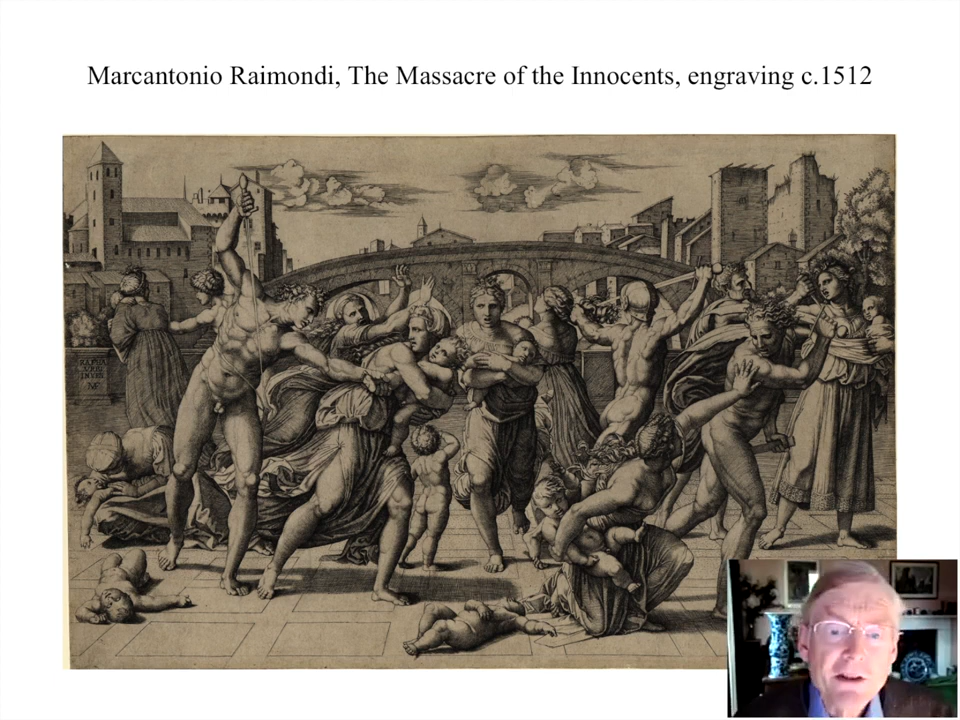 Marcantonio Raimondi, The Massacre of the Innocents, engraving c.1512